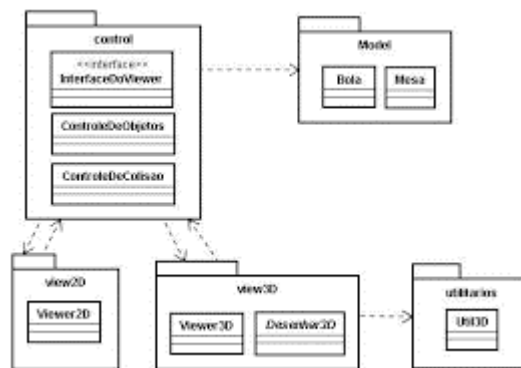 control
<<interface>>
InterfaceDoViewer
ControleDeObjetos
ControleDeColisao
Model
Bola
Mesa
view2D
Viewer2D
view3D
Viewer3D
Desenhar3D
utilitarios
Util3D